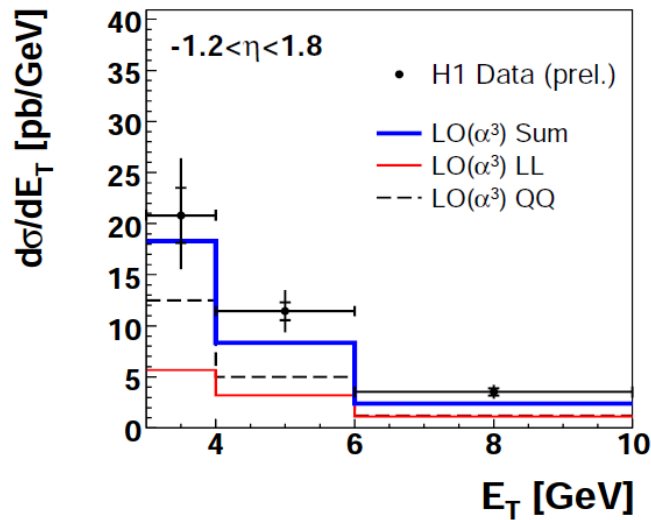 -1.2<η<1.8
H1 Data (prel.)
LO(α³) Sum
LO(α³) LL
LO(α³) QQ
dσ/dE_T [pb/GeV]
40
35
30
25
20
15
10
5
0
4
6
8
10
E_T [GeV]